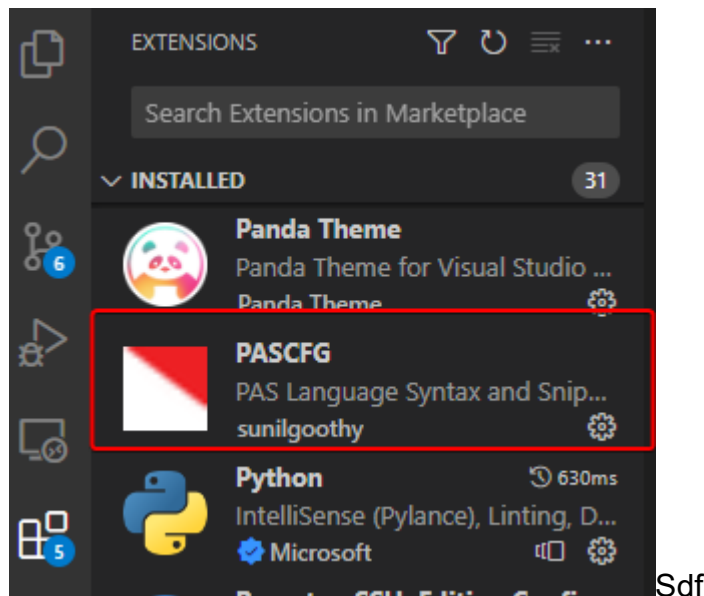 EXTENSIONS
Search Extensions in Marketplace
INSTALLED 31
Panda Theme
Panda Theme for Visual Studio ...
Panda Theme
6
PASCFG
PAS Language Syntax and Snip...
sunilgoothy
Python 630ms
IntelliSense (Pylance), Linting, D...
Microsoft
5
Sdf